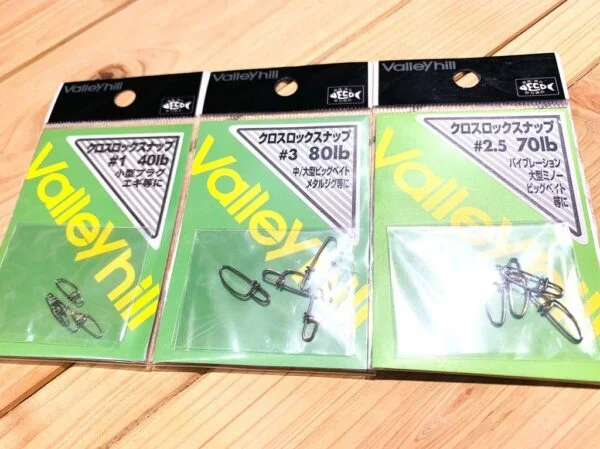 Valleyhill
ECO
クロスロックスナップ
#1 40lb
小型プラグ
エギ等に
Valleyhill
Valleyhill
ECO
クロスロックスナップ
#3 80lb
中/大型ビッグベイト
メタルジグ等に
Valleyhill
Valleyhill
ECO
クロスロックスナップ
#2.5 70lb
バイブレーション
大型ミノー
ビッグベイト
等に
Valleyhill